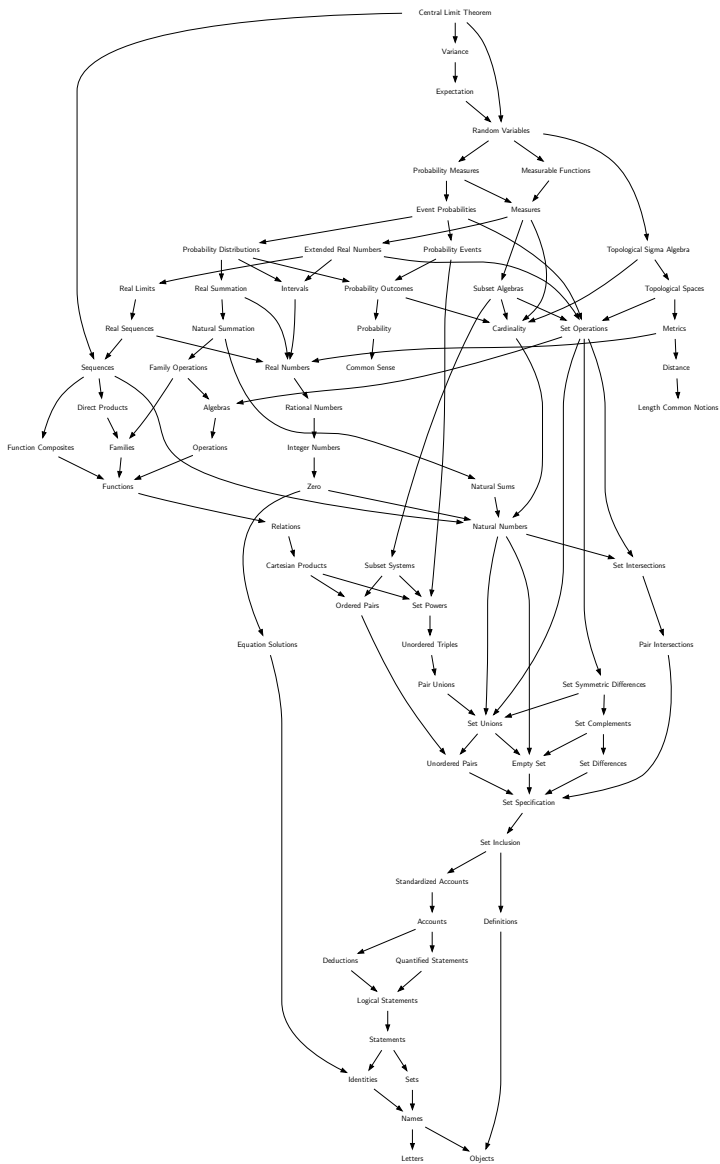 Central Limit Theorem
Variance
Expectation
Random Variables
Probability Measures
Measurable Functions
Event Probabilities
Measures
Probability Distributions
Extended Real Numbers
Probability Events
Topological Sigma Algebra
Real Limits
Real Summation
Intervals
Probability Outcomes
Subset Algebras
Topological Spaces
Real Sequences
Natural Summation
Probability
Cardinality
Set Operations
Metrics
Sequences
Family Operations
Real Numbers
Common Sense
Distance
Direct Products
Algebras
Rational Numbers
Length Common Notions
Function Composites
Families
Operations
Integer Numbers
Functions
Zero
Natural Sums
Relations
Natural Numbers
Cartesian Products
Subset Systems
Set Intersections
Ordered Pairs
Set Powers
Equation Solutions
Unordered Triples
Pair Intersections
Pair Unions
Set Symmetric Differences
Set Unions
Set Complements
Unordered Pairs
Empty Set
Set Differences
Set Specification
Set Inclusion
Standardized Accounts
Accounts
Definitions
Deductions
Quantified Statements
Logical Statements
Statements
Identities
Sets
Names
Letters
Objects